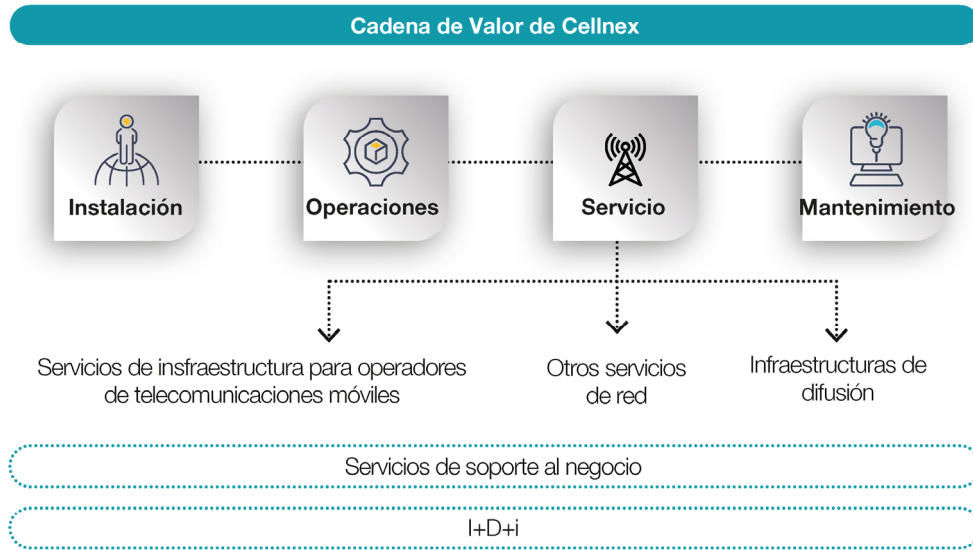 Cadena de Valor de Cellnex
Instalación
Operaciones
Servicio
Mantenimiento
Servicios de insfraestructura para operadores
de telecomunicaciones móviles
Otros servicios
de red
Infraestructuras de
difusión
Servicios de soporte al negocio
I+D+i